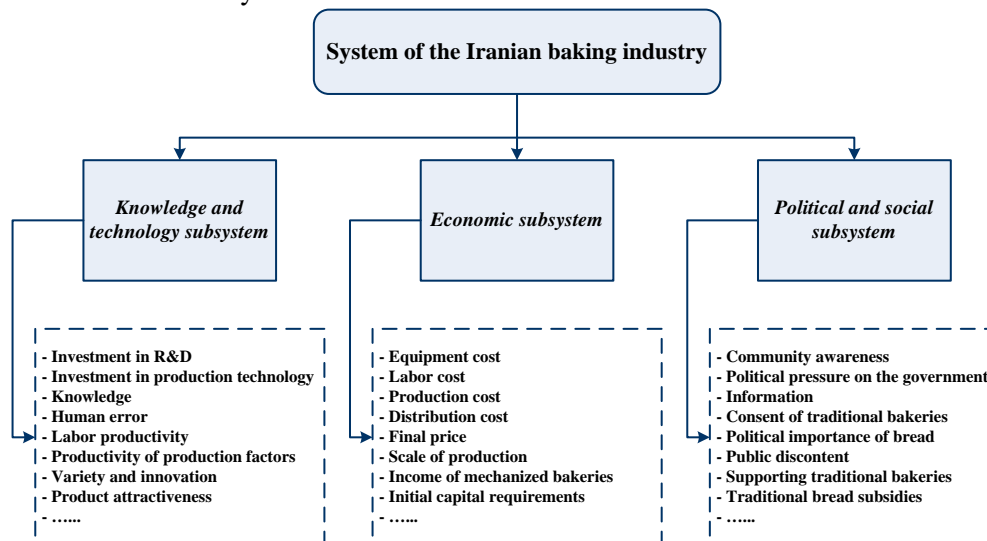 System of the Iranian baking industry
Knowledge and
technology subsystem
Economic subsystem
Political and social
subsystem
- Investment in R&D
- Investment in production technology
- Knowledge
- Human error
- Labor productivity
- Productivity of production factors
- Variety and innovation
- Product attractiveness
- …...
- Equipment cost
- Labor cost
- Production cost
- Distribution cost
- Final price
- Scale of production
- Income of mechanized bakeries
- Initial capital requirements
- …...
- Community awareness
- Political pressure on the government
- Information
- Consent of traditional bakeries
- Political importance of bread
- Public discontent
- Supporting traditional bakeries
- Traditional bread subsidies
- …...